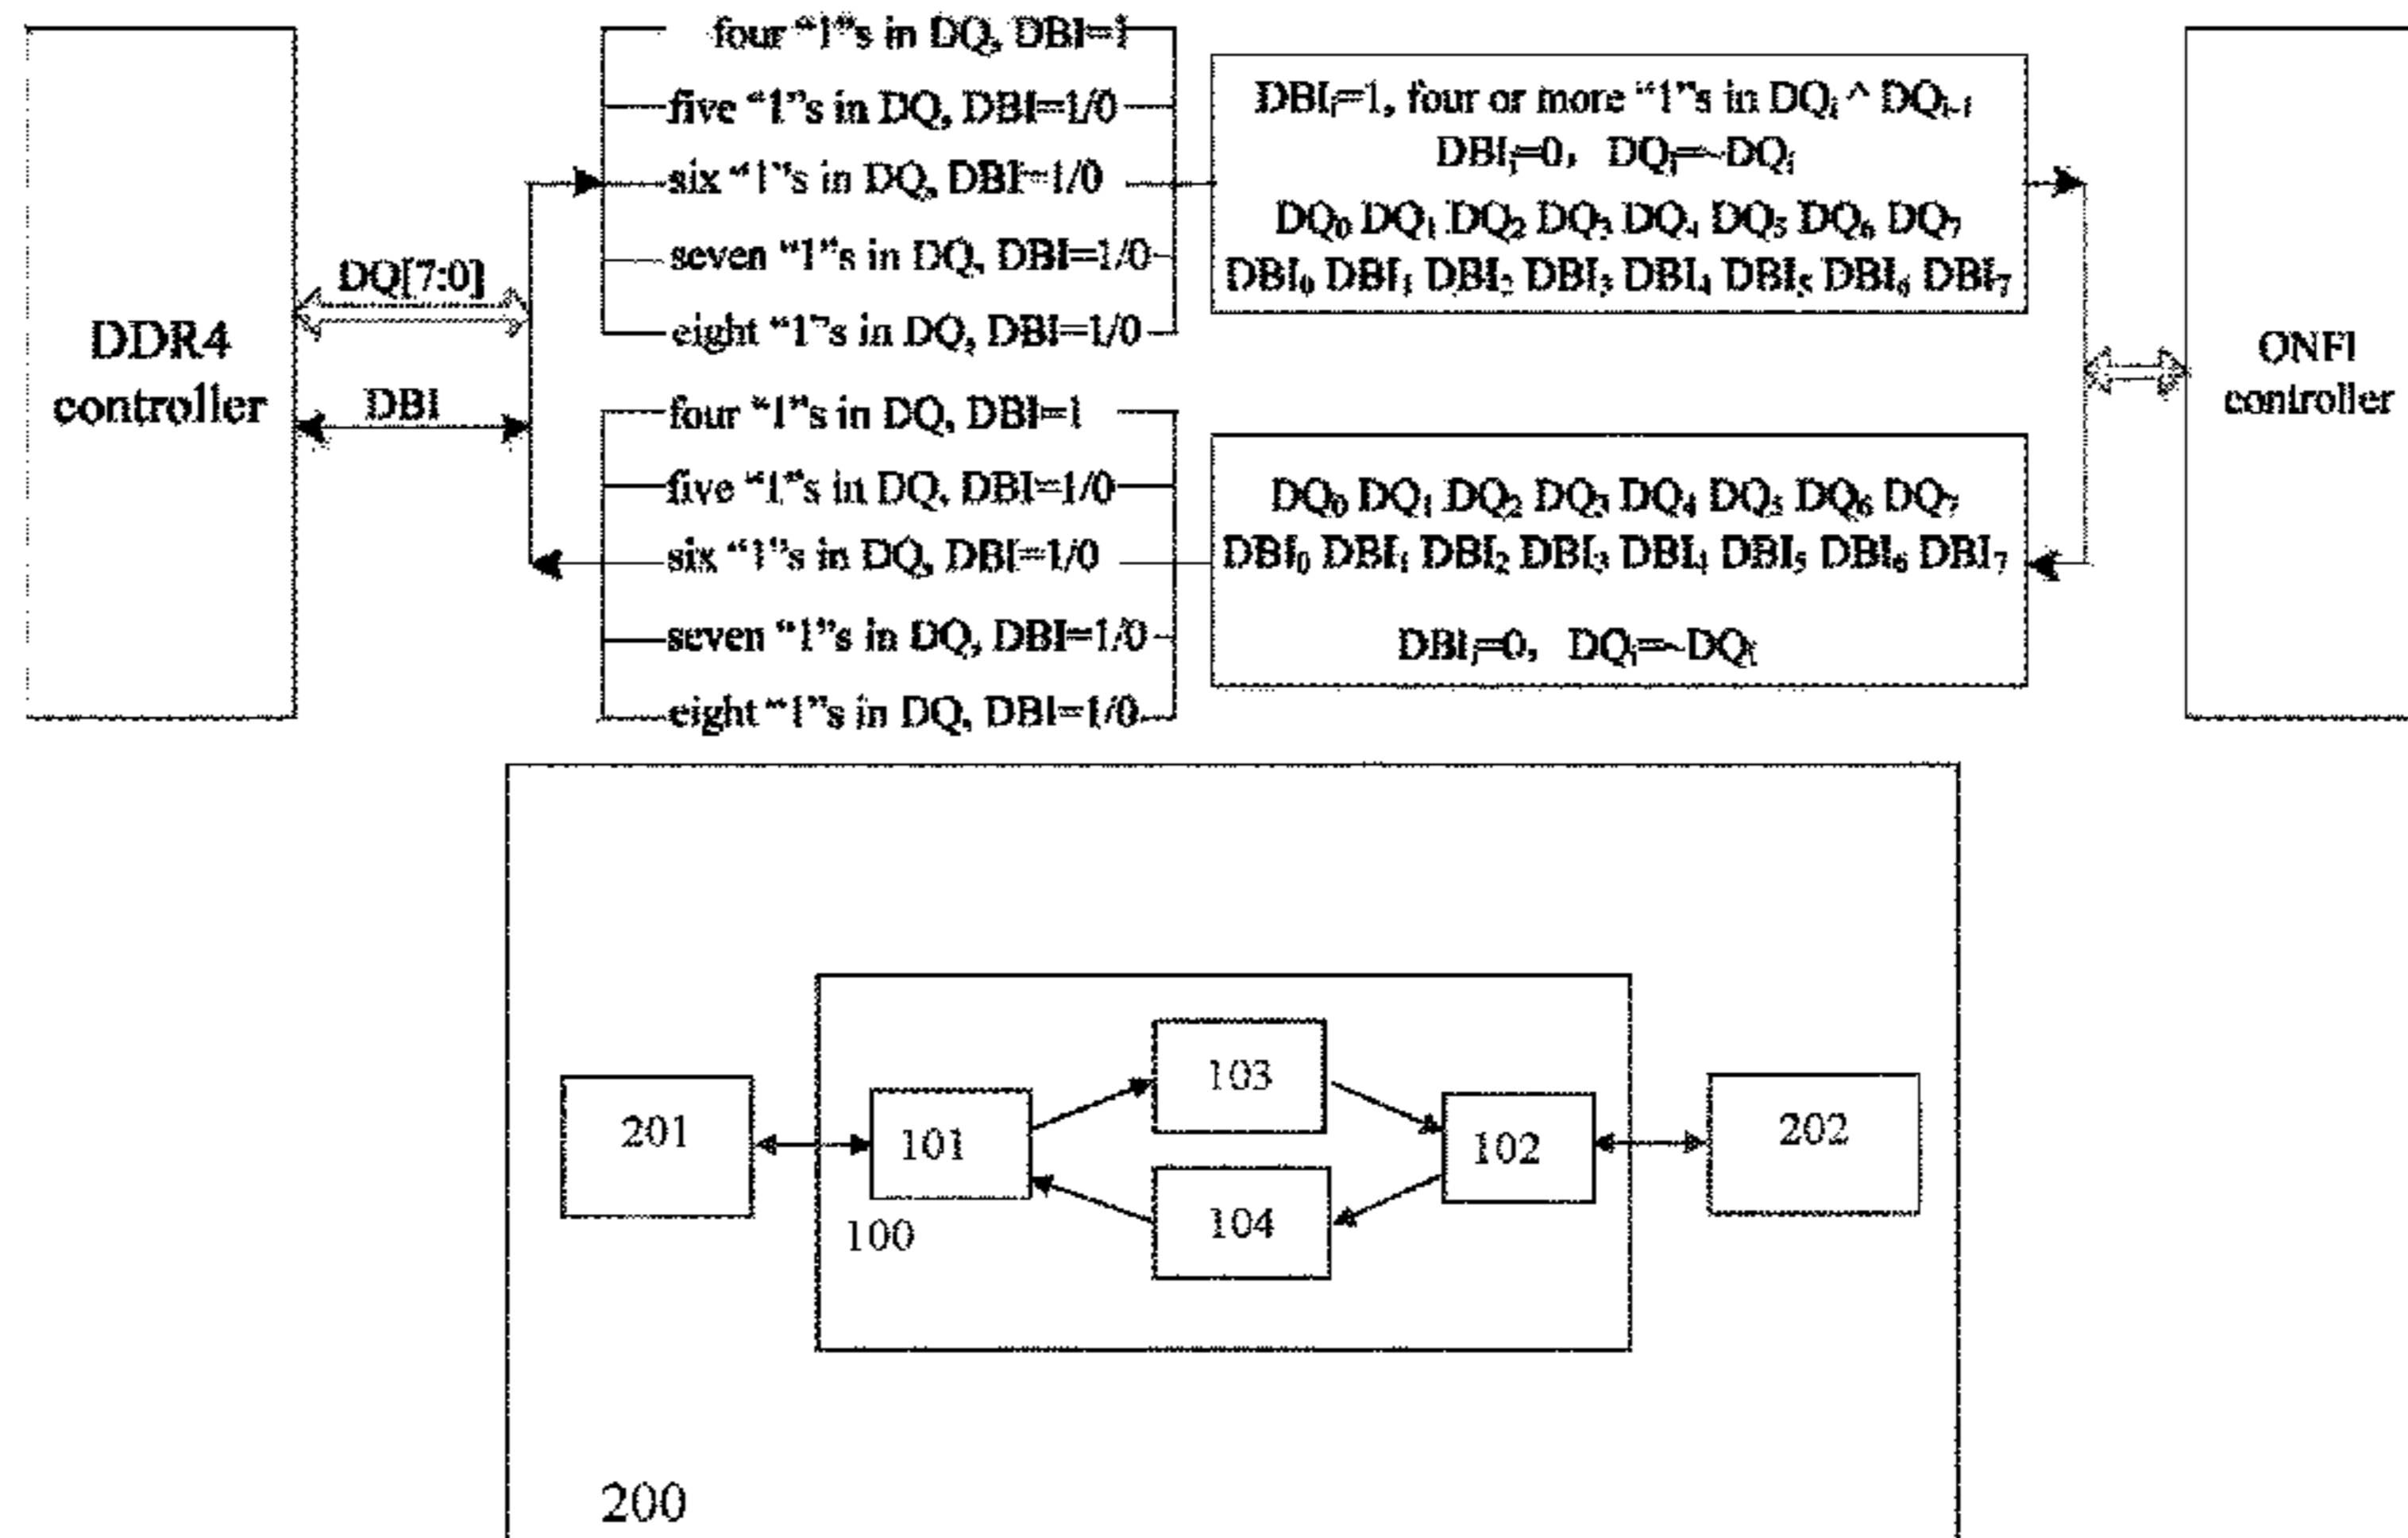 DDR4
controller
DQ[7:0]
DBI
four “1”s in DQ, DBI=1
five “1”s in DQ, DBI=1/0
six “1”s in DQ, DBI=1/0
seven “1”s in DQ, DBI=1/0
eight “1”s in DQ, DBI=1/0
four “1”s in DQ, DBI=1
five “1”s in DQ, DBI=1/0
six “1”s in DQ, DBI=1/0
seven “1”s in DQ, DBI=1/0
eight “1”s in DQ, DBI=1/0
DBIᵢ=1, four or more “1”s in DQᵢ ^ DQᵢ₋₁
DBIᵢ=0, DQᵢ=~DQᵢ
DQ₀ DQ₁ DQ₂ DQ₃ DQ₄ DQ₅ DQ₆ DQ₇
DBI₀ DBI₁ DBI₂ DBI₃ DBI₄ DBI₅ DBI₆ DBI₇
DQ₀ DQ₁ DQ₂ DQ₃ DQ₄ DQ₅ DQ₆ DQ₇
DBI₀ DBI₁ DBI₂ DBI₃ DBI₄ DBI₅ DBI₆ DBI₇
DBIᵢ=0, DQᵢ=~DQᵢ
ONFI
controller
201
101
103
104
102
202
100
200